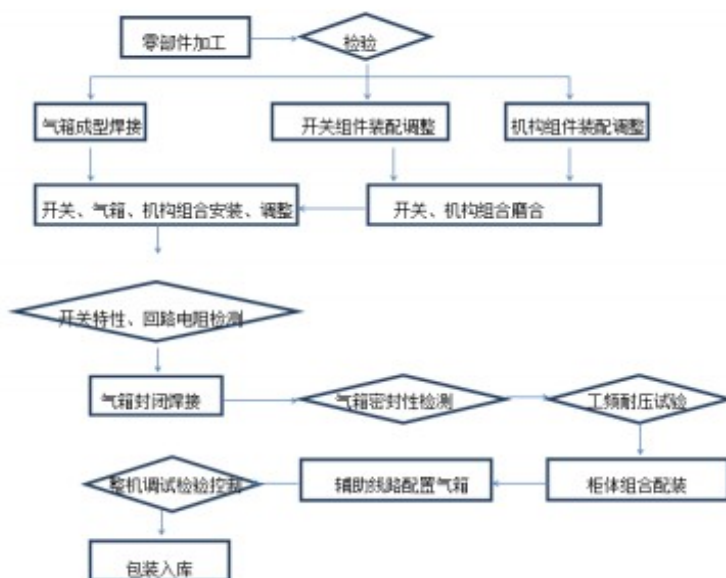 零部件加工
检验
气箱成型焊接
开关组件装配调整
机构组件装配调整
开关、气箱、机构组合安装、调整
开关、机构组合磨合
开关特性、回路电阻检测
气箱封闭焊接
气箱密封性检测
工频耐压试验
整机调试检验控制
辅助线路配置气箱
柜体组合配装
包装入库